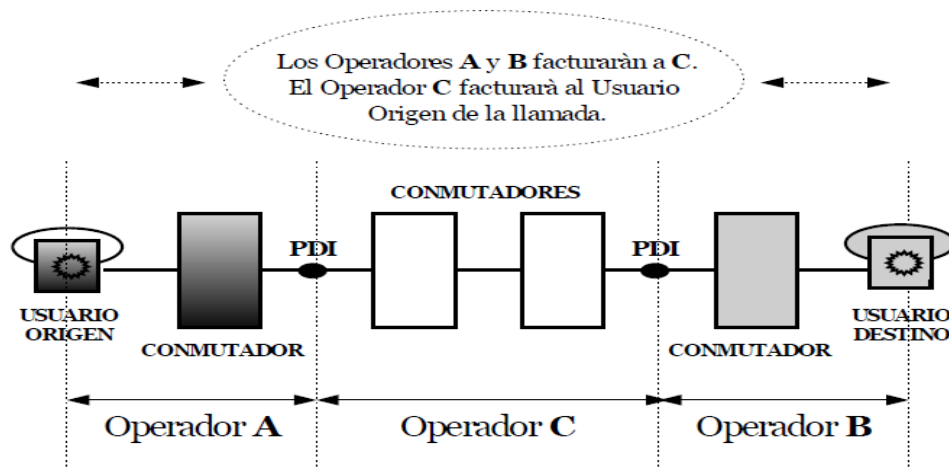 Los Operadores A y B facturaràn a C.
El Operador C facturarà al Usuario
Origen de la llamada.
CONMUTADORES
PDI
PDI
USUARIO
ORIGEN
USUARIO
DESTINO
CONMUTADOR
CONMUTADOR
Operador A
Operador C
Operador B